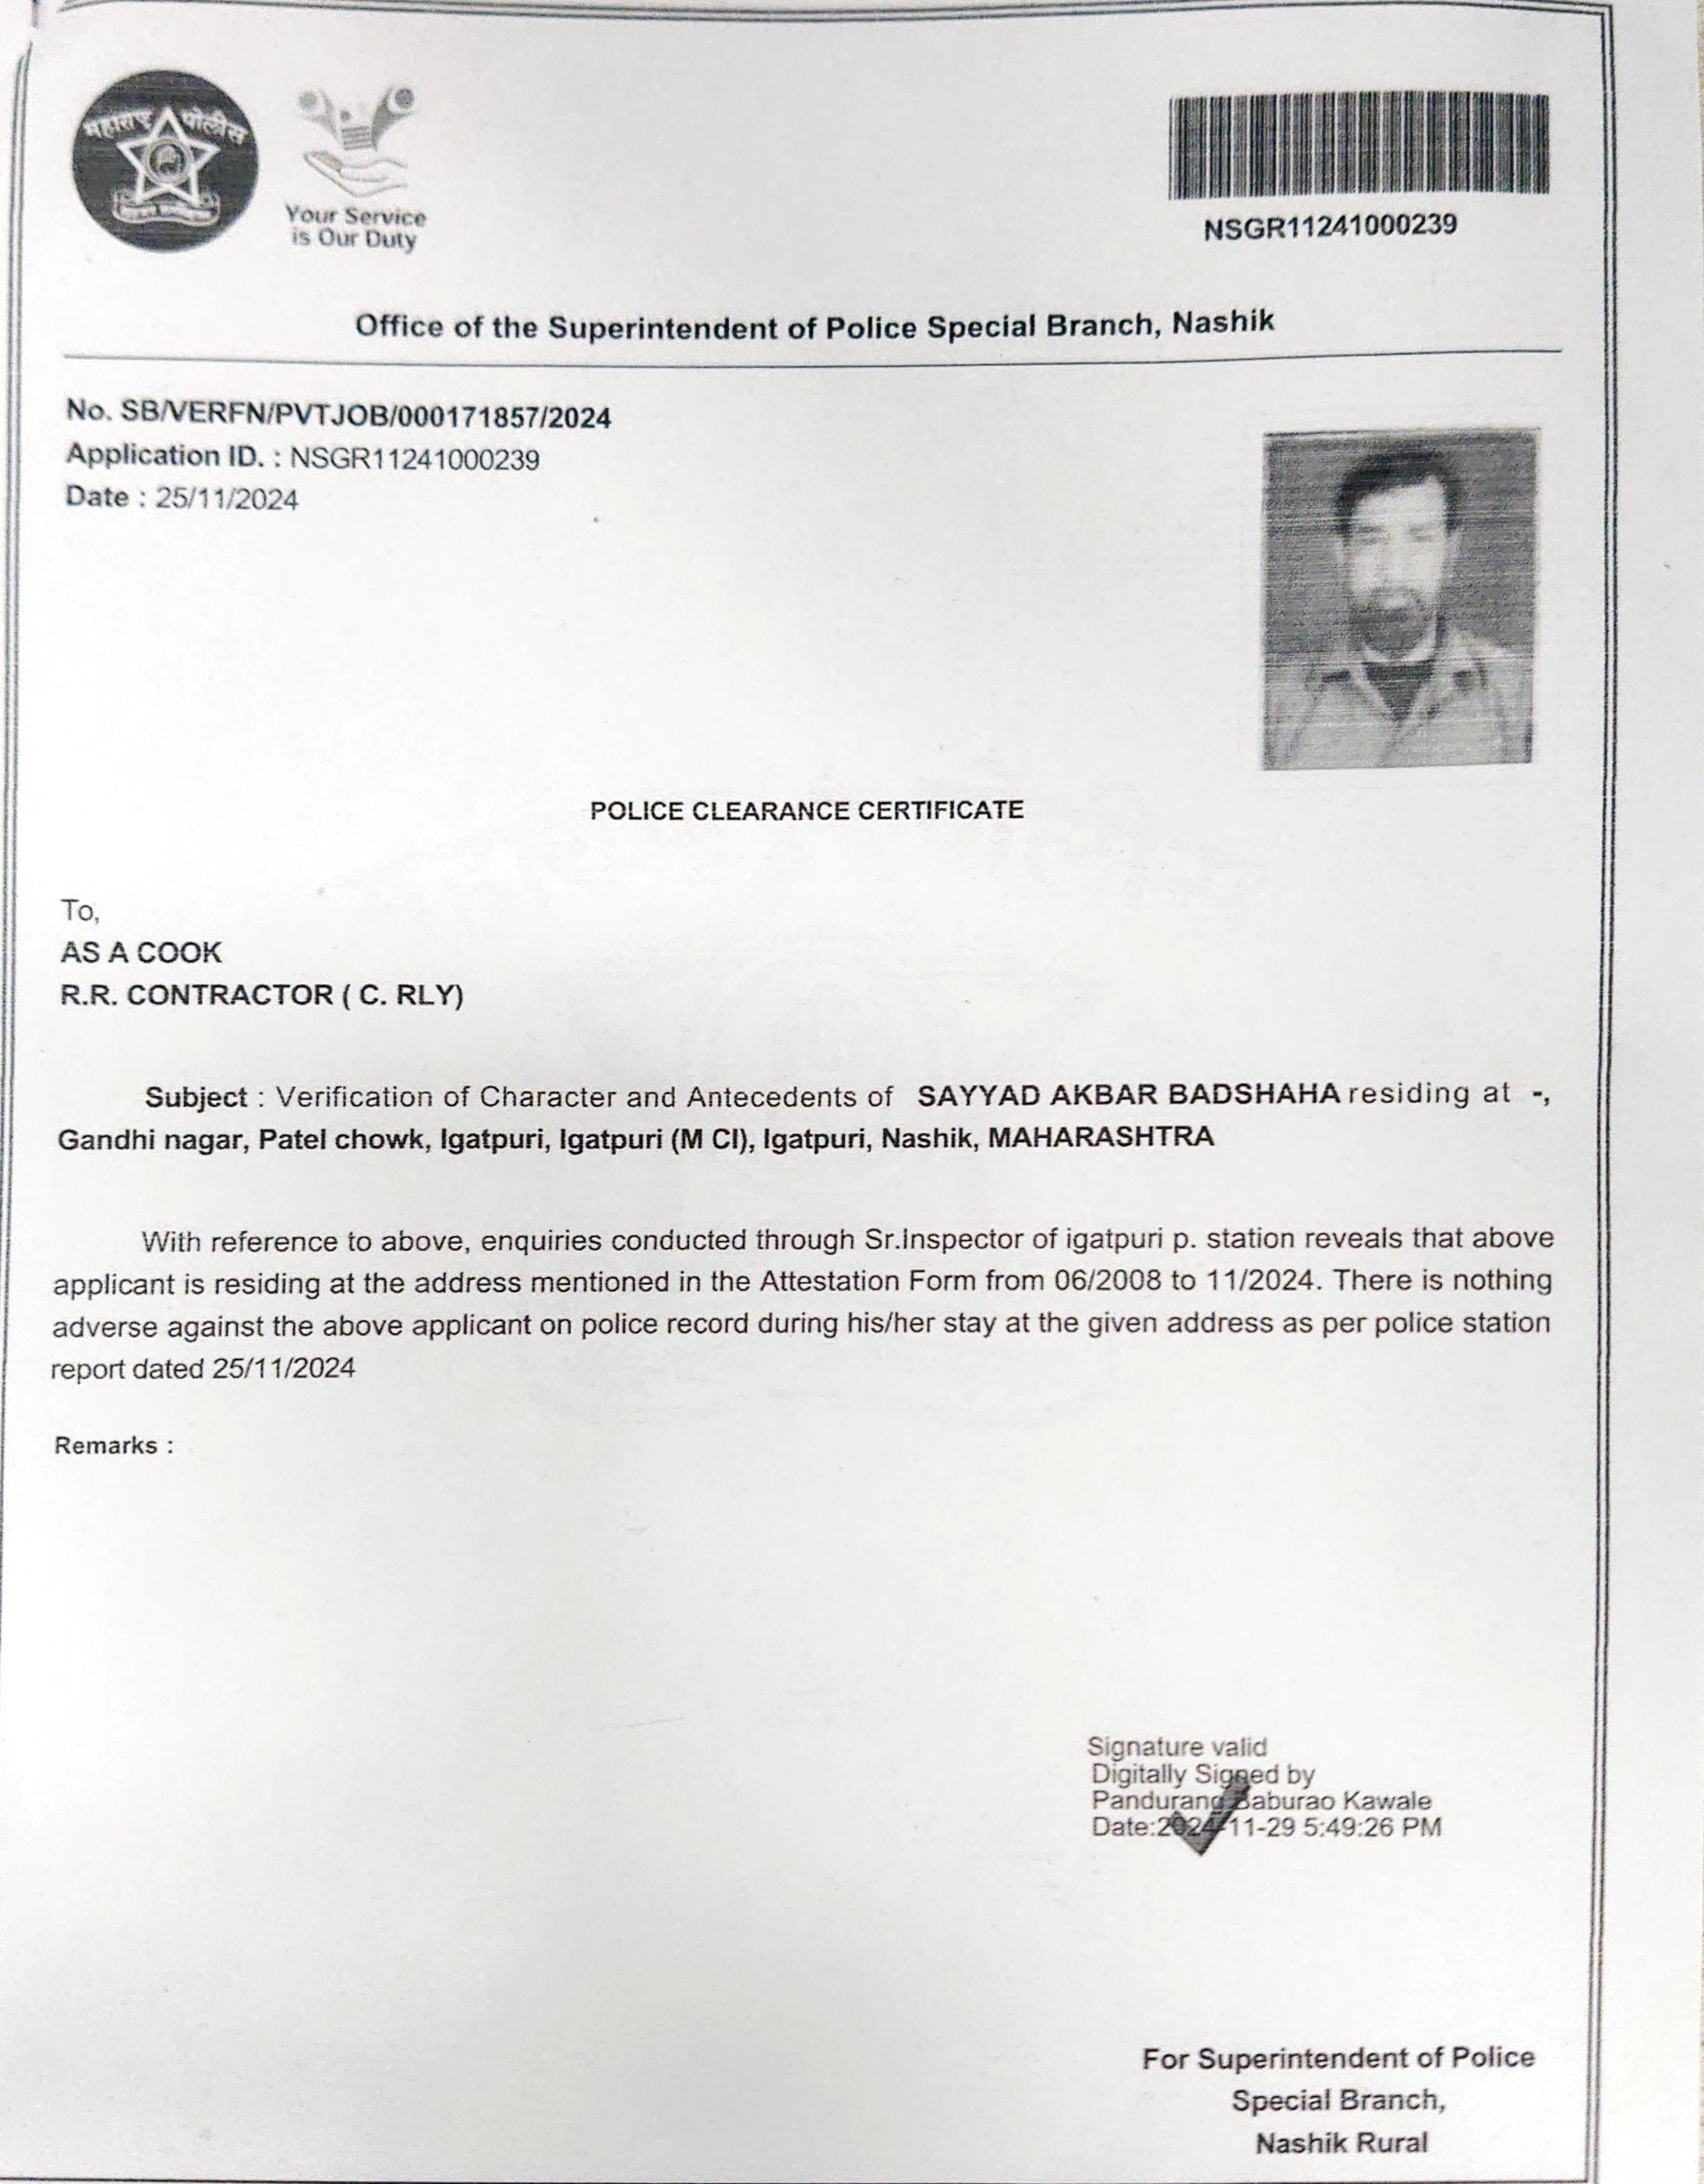 महाराष्ट्र पोलीस
Your Service
is Our Duty
NSGR11241000239
Office of the Superintendent of Police Special Branch, Nashik
No. SB/VERFN/PVTJOB/000171857/2024
Application ID. : NSGR11241000239
Date : 25/11/2024
POLICE CLEARANCE CERTIFICATE
To,
AS A COOK
R.R. CONTRACTOR ( C. RLY)
Subject : Verification of Character and Antecedents of SAYYAD AKBAR BADSHAHA residing at -,
Gandhi nagar, Patel chowk, Igatpuri, Igatpuri (M Cl), Igatpuri, Nashik, MAHARASHTRA
With reference to above, enquiries conducted through Sr.Inspector of igatpuri p. station reveals that above
applicant is residing at the address mentioned in the Attestation Form from 06/2008 to 11/2024. There is nothing
adverse against the above applicant on police record during his/her stay at the given address as per police station
report dated 25/11/2024
Remarks :
Signature valid
Digitally Signed by
Pandurang Baburao Kawale
Date:2024-11-29 5:49:26 PM
For Superintendent of Police
Special Branch,
Nashik Rural